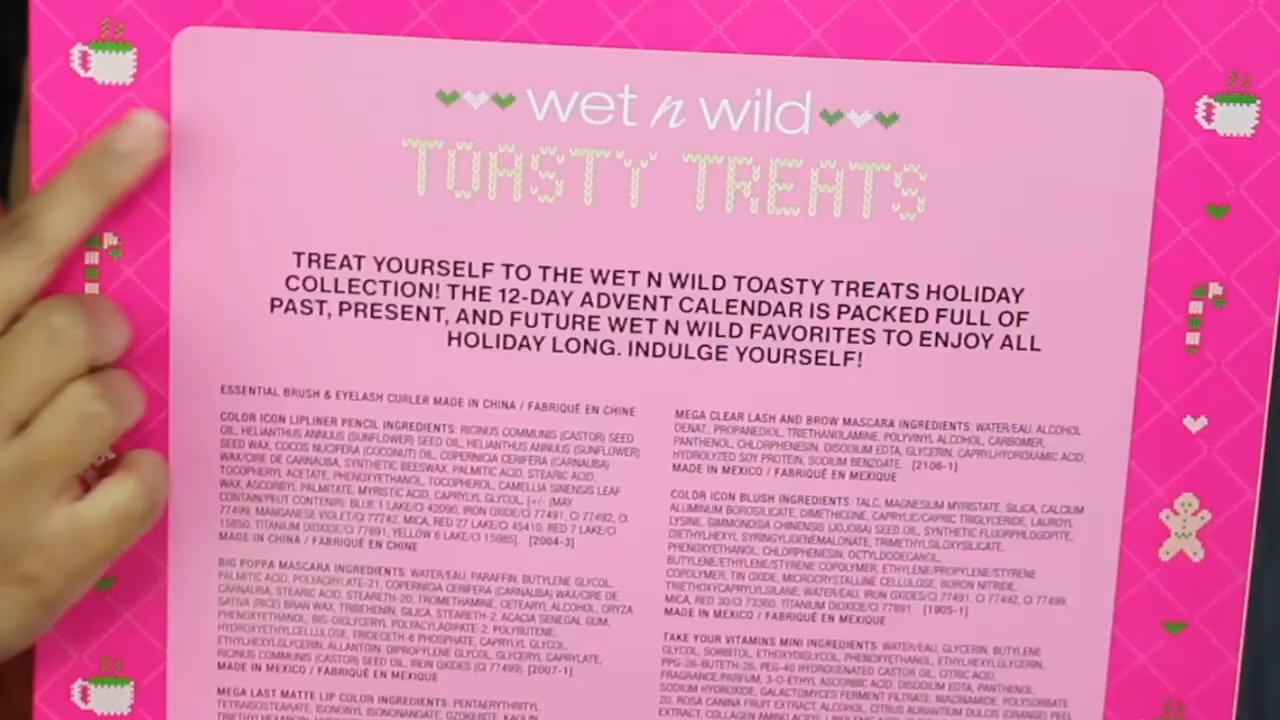 wet n wild
TOASTY TREATS
TREAT YOURSELF TO THE WET N WILD TOASTY TREATS HOLIDAY
COLLECTION! THE 12-DAY ADVENT CALENDAR IS PACKED FULL OF
PAST, PRESENT, AND FUTURE WET N WILD FAVORITES TO ENJOY ALL
HOLIDAY LONG. INDULGE YOURSELF!
ESSENTIAL BRUSH & EYELASH CURLER MADE IN CHINA / FABRIQUÉ EN CHINE
COLOR ICON LIPLINER PENCIL INGREDIENTS: RICINUS COMMUNIS (CASTOR) SEED
OIL, HELIANTHUS ANNUUS (SUNFLOWER) SEED OIL, HELIANTHUS ANNUUS (SUNFLOWER)
SEED WAX, COCOS NUCIFERA (COCONUT) OIL, COPERNICIA CERIFERA (CARNAUBA)
WAX/CIRE DE CARNAUBA, SYNTHETIC BEESWAX, PALMITIC ACID, STEARIC ACID,
TOCOPHERYL ACETATE, PHENOXYETHANOL, TOCOPHEROL, CAMELLIA SINENSIS LEAF
WAX, ASCORBYL PALMITATE, MYRISTIC ACID, CAPRYLYL GLYCOL, [+/- (MAY
CONTAIN/PEUT CONTENIR): BLUE 1 LAKE/CI 42090, IRON OXIDE/CI 77491, CI 77492, CI
77499, MANGANESE VIOLET/CI 77742, MICA, RED 27 LAKE/CI 45410, RED 7 LAKE/CI
15850, TITANIUM DIOXIDE/CI 77891, YELLOW 6 LAKE/CI 15985]. [2004-3]
MADE IN CHINA / FABRIQUÉ EN CHINE
BIG POPPA MASCARA INGREDIENTS: WATER/EAU, PARAFFIN, BUTYLENE GLYCOL,
PALMITIC ACID, POLYACRYLATE-21, COPERNICIA CERIFERA (CARNAUBA) WAX/CIRE DE
CARNAUBA, STEARIC ACID, STEARETH-20, TROMETHAMINE, CETEARYL ALCOHOL, ORYZA
SATIVA (RICE) BRAN WAX, TRIBEHENIN, SILICA, STEARETH-2, ACACIA SENEGAL GUM,
PHENOXYETHANOL, BIS-DIGLYCERYL POLYACYLADIPATE-2, POLYBUTENE,
HYDROXYETHYLCELLULOSE, TRIDECETH-6 PHOSPHATE, CAPRYLYL GLYCOL,
ETHYLHEXYLGLYCERIN, ALLANTOIN, DIPROPYLENE GLYCOL, GLYCERYL CAPRYLATE,
RICINUS COMMUNIS (CASTOR) SEED OIL, IRON OXIDES (CI 77499). [2007-1]
MADE IN MEXICO / FABRIQUÉ EN MEXIQUE
MEGA LAST MATTE LIP COLOR INGREDIENTS: PENTAERYTHRITYL
TETRAISOSTEARATE, ISONONYL ISONONANOATE, OZOKERITE, KAOLIN,
MEGA CLEAR LASH AND BROW MASCARA INGREDIENTS: WATER/EAU, ALCOHOL
DENAT., PROPANEDIOL, TRIETHANOLAMINE, POLYVINYL ALCOHOL, CARBOMER,
PANTHENOL, CHLORPHENESIN, DISODIUM EDTA, GLYCERIN, CAPRYLHYDROXAMIC ACID,
HYDROLYZED SOY PROTEIN, SODIUM BENZOATE. [2106-1]
MADE IN MEXICO / FABRIQUÉ EN MEXIQUE
COLOR ICON BLUSH INGREDIENTS: TALC, MAGNESIUM MYRISTATE, SILICA, CALCIUM
ALUMINUM BOROSILICATE, DIMETHICONE, CAPRYLIC/CAPRIC TRIGLYCERIDE, LAUROYL
LYSINE, SIMMONDSIA CHINENSIS (JOJOBA) SEED OIL, SYNTHETIC FLUORPHLOGOPITE,
DIETHYLHEXYL SYRINGYLIDENEMALONATE, TRIMETHYLSILOXYSILICATE,
PHENOXYETHANOL, CHLORPHENESIN, OCTYLDODECANOL,
BUTYLENE/ETHYLENE/STYRENE COPOLYMER, ETHYLENE/PROPYLENE/STYRENE
COPOLYMER, TIN OXIDE, MICROCRYSTALLINE CELLULOSE, BORON NITRIDE,
TRIETHOXYCAPRYLYLSILANE, WATER/EAU, IRON OXIDES/CI 77491, CI 77492, CI 77499,
MICA, RED 30/CI 73360, TITANIUM DIOXIDE/CI 77891 [1905-1]
MADE IN MEXICO / FABRIQUÉ EN MEXIQUE
TAKE YOUR VITAMINS MINI INGREDIENTS: WATER/EAU, GLYCERIN, BUTYLENE
GLYCOL, SORBITOL, ETHOXYDIGLYCOL, PHENOXYETHANOL, ETHYLHEXYLGLYCERIN,
PPG-26-BUTETH-26, PEG-40 HYDROGENATED CASTOR OIL, CITRIC ACID,
FRAGRANCE/PARFUM, 3-O-ETHYL ASCORBIC ACID, DISODIUM EDTA, PANTHENOL,
SODIUM HYDROXIDE, GALACTOMYCES FERMENT FILTRATE, NIACINAMIDE, POLYSORBATE
20, ROSA CANINA FRUIT EXTRACT, ALCOHOL, CITRUS AURANTIUM DULCIS (ORANGE) PEEL
EXTRACT, COLLAGEN AMINO ACIDS,